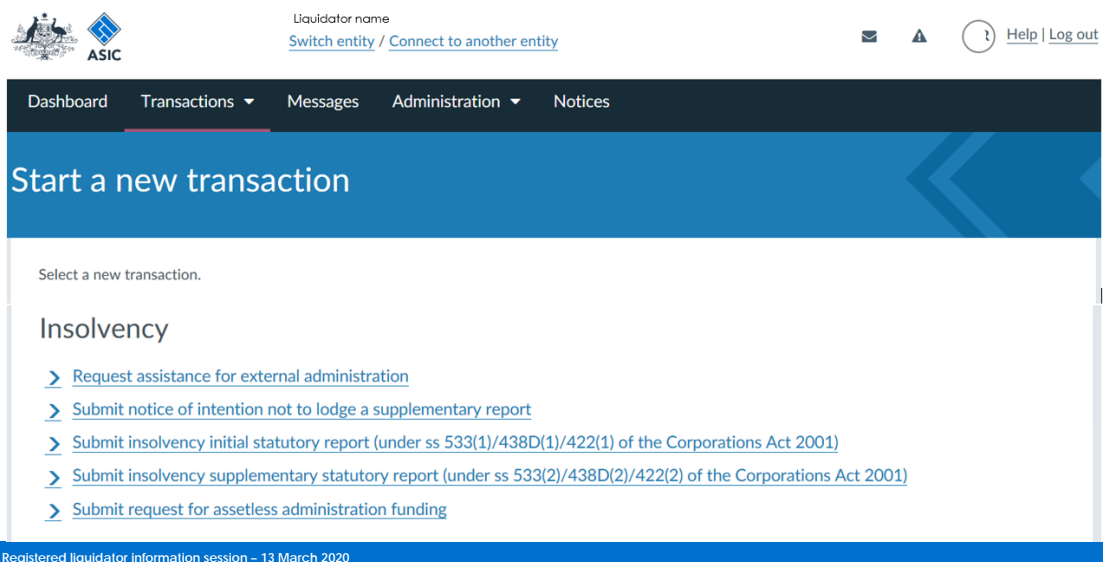 Liquidator name
ASIC
Switch entity / Connect to another entity
Help | Log out
Dashboard Transactions Messages Administration Notices
Start a new transaction
Select a new transaction.
Insolvency
Request assistance for external administration
Submit notice of intention not to lodge a supplementary report
Submit insolvency initial statutory report (under ss 533(1)/438D(1)/422(1) of the Corporations Act 2001)
Submit insolvency supplementary statutory report (under ss 533(2)/438D(2)/422(2) of the Corporations Act 2001)
Submit request for assetless administration funding
Registered liquidator information session – 13 March 2020